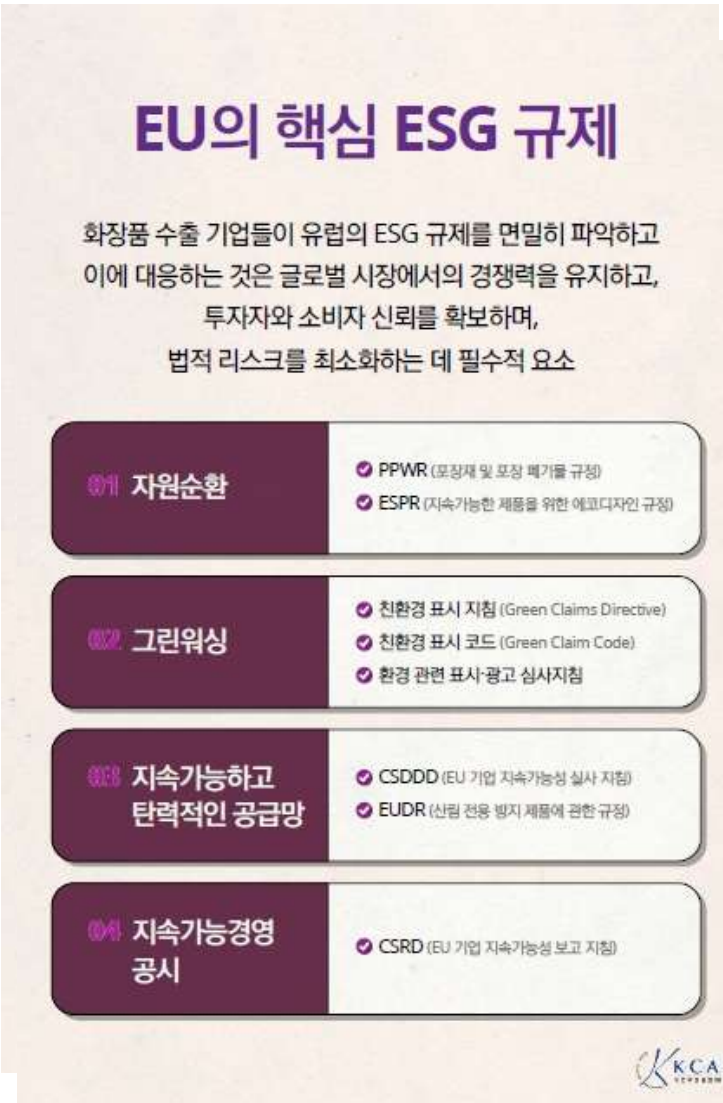 EU의 핵심 ESG 규제
화장품 수출 기업들이 유럽의 ESG 규제를 면밀히 파악하고
이에 대응하는 것은 글로벌 시장에서의 경쟁력을 유지하고,
투자자와 소비자 신뢰를 확보하며,
법적 리스크를 최소화하는 데 필수적 요소
01 자원순환
PPWR (포장재 및 포장 폐기물 규정)
ESPR (지속가능한 제품을 위한 에코디자인 규정)
02 그린워싱
친환경 표시 지침 (Green Claims Directive)
친환경 표시 코드 (Green Claim Code)
환경 관련 표시·광고 심사지침
03 지속가능하고
탄력적인 공급망
CSDDD (EU 기업 지속가능성 실사 지침)
EUDR (산림 전용 방지 제품에 관한 규정)
04 지속가능경영
공시
CSRD (EU 기업 지속가능성 보고 지침)
KCA